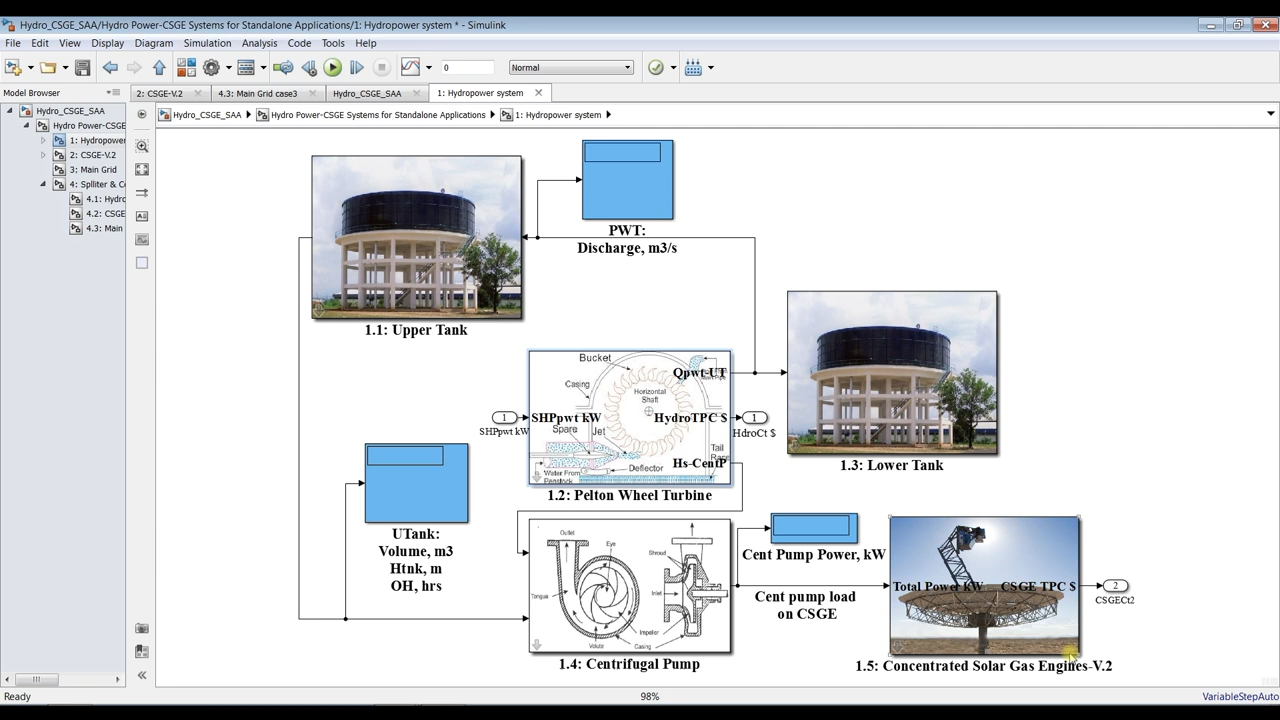 Hydro_CSGE_SAA/Hydro Power-CSGE Systems for Standalone Applications/1: Hydropower system * - Simulink
File Edit View Display Diagram Simulation Analysis Code Tools Help
0
Normal
Model Browser
2: CSGE-V.2
4.3: Main Grid case3
Hydro_CSGE_SAA
1: Hydropower system
Hydro_CSGE_SAA
Hydro Power-CSGE Systems for Standalone Applications
1: Hydropower system
Hydro_CSGE_SAA
Hydro Power-CSGE
1: Hydropower
2: CSGE-V.2
3: Main Grid
4: Splliter & Co
4.1: Hydro
4.2: CSGE
4.3: Main
PWT:
Discharge, m3/s
1.1: Upper Tank
Bucket
Casing
Horizontal
Shaft
Qpwt-UT
1
SHPpwt kW
SHPpwt kW
HydroTPC $
1
HdroCt $
Spare
Jet
Tail
Race
Hs-CentP
Deflector
Water From
Penstock
1.2: Pelton Wheel Turbine
1.3: Lower Tank
UTank:
Volume, m3
Htnk, m
OH, hrs
Outlet
Eye
Shroud
Inlet
Tongue
Impeller
Volute
Casing
1.4: Centrifugal Pump
Cent Pump Power, kW
Cent pump load
on CSGE
Total Power kW
CSGE TPC $
2
CSGECt2
1.5: Concentrated Solar Gas Engines-V.2
Ready
98%
VariableStepAuto